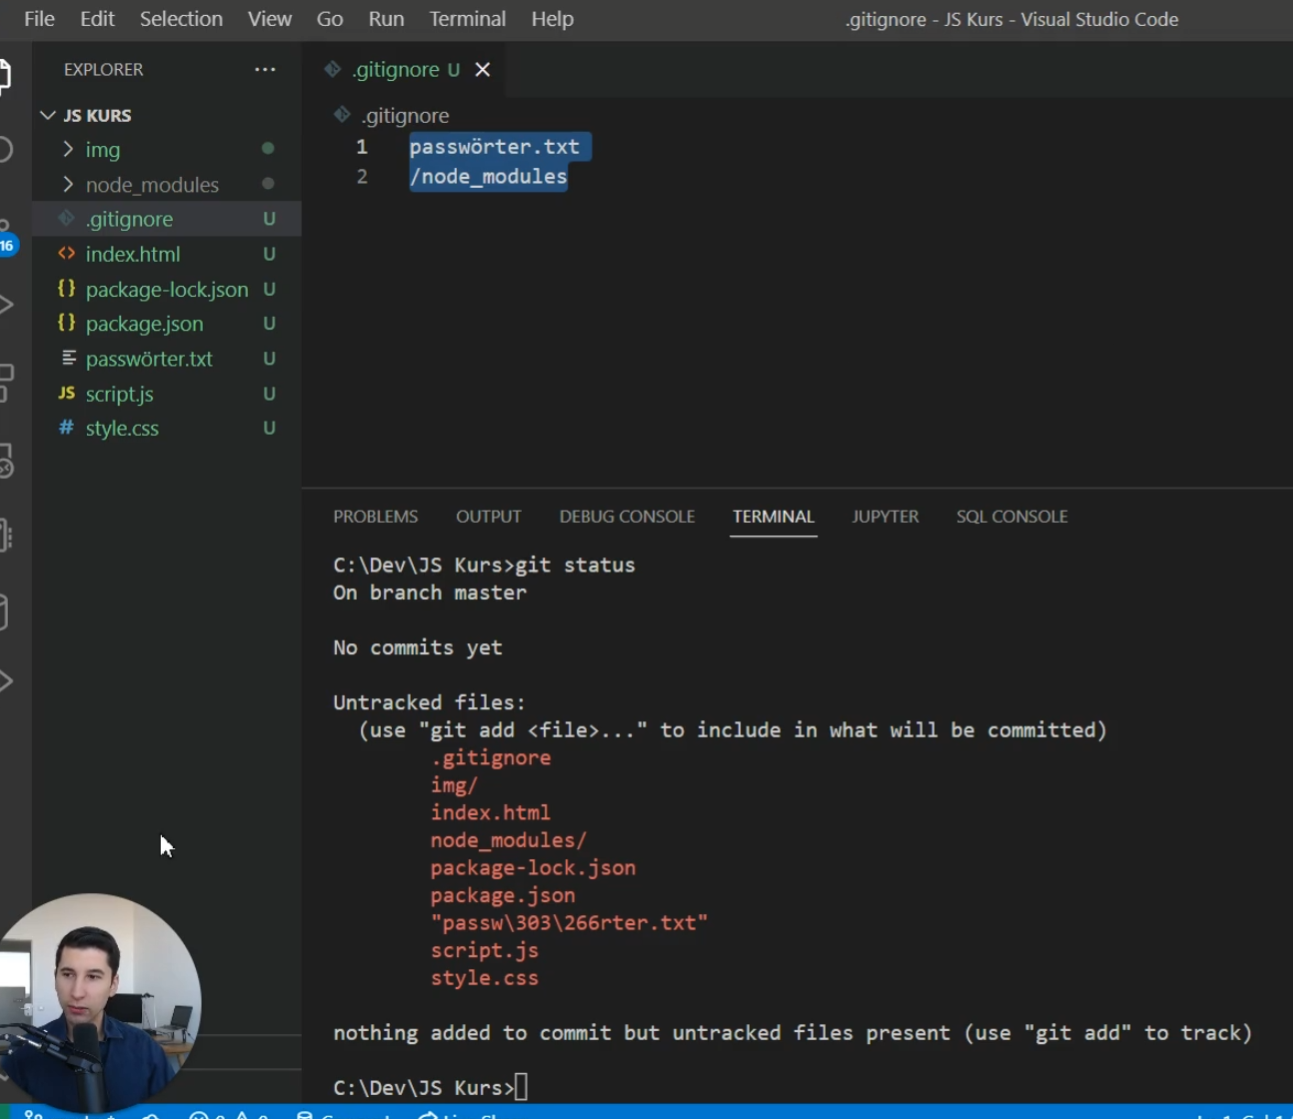 File Edit Selection View Go Run Terminal Help
.gitignore - JS Kurs - Visual Studio Code
EXPLORER ...
JS KURS
img
node_modules
.gitignore U
index.html U
package-lock.json U
package.json U
passwörter.txt U
JS script.js U
# style.css U
16
.gitignore U
.gitignore
1 passwörter.txt
2 /node_modules
PROBLEMS OUTPUT DEBUG CONSOLE TERMINAL JUPYTER SQL CONSOLE
C:\Dev\JS Kurs>git status
On branch master
No commits yet
Untracked files:
(use "git add <file>..." to include in what will be committed)
.gitignore
img/
index.html
node_modules/
package-lock.json
package.json
"passw\303\266rter.txt"
script.js
style.css
nothing added to commit but untracked files present (use "git add" to track)
C:\Dev\JS Kurs>